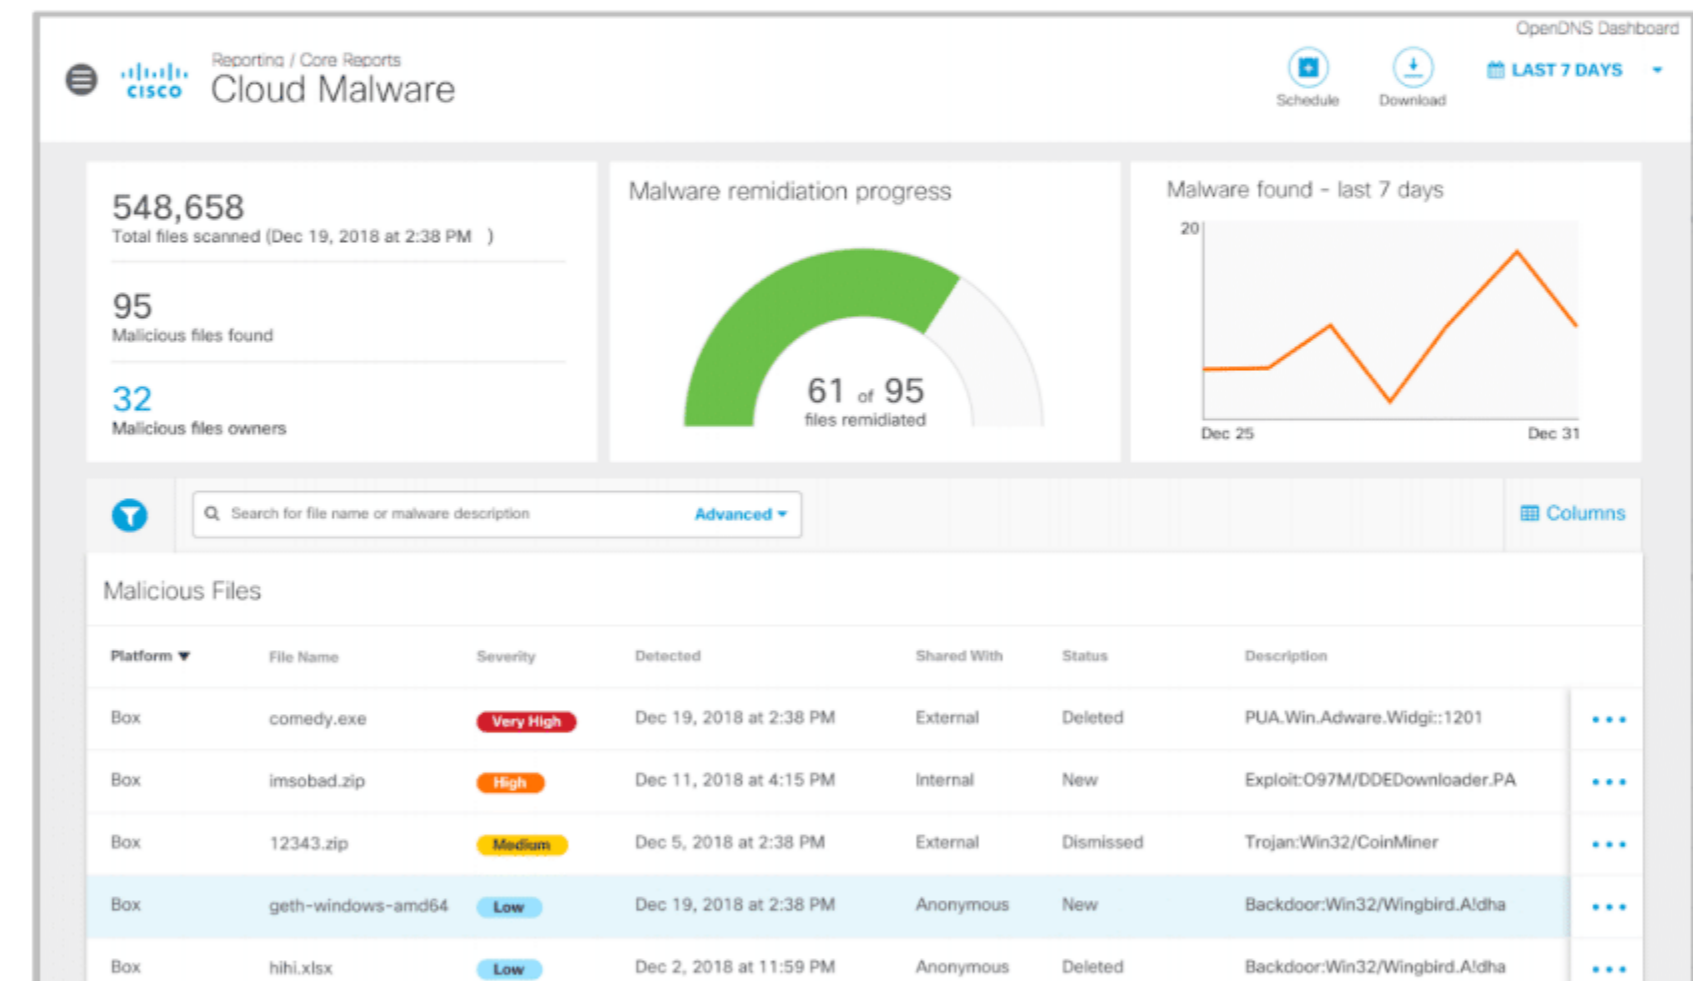 OpenDNS Dashboard
Reporting / Core Reports
cisco
Cloud Malware
Schedule
Download
LAST 7 DAYS
548,658
Total files scanned (Dec 19, 2018 at 2:38 PM )
95
Malicious files found
32
Malicious files owners
Malware remidiation progress
61 of 95
files remidiated
Malware found - last 7 days
20
Dec 25 Dec 31
Search for file name or malware description Advanced
Columns
Malicious Files
Platform File Name Severity Detected Shared With Status Description
Box comedy.exe Very High Dec 19, 2018 at 2:38 PM External Deleted PUA.Win.Adware.Widgi::1201
Box imsobad.zip High Dec 11, 2018 at 4:15 PM Internal New Exploit:O97M/DDEDownloader.PA
Box 12343.zip Medium Dec 5, 2018 at 2:38 PM External Dismissed Trojan:Win32/CoinMiner
Box geth-windows-amd64 Low Dec 19, 2018 at 2:38 PM Anonymous New Backdoor:Win32/Wingbird.A!dha
Box hihi.xlsx Low Dec 2, 2018 at 11:59 PM Anonymous Deleted Backdoor:Win32/Wingbird.A!dha